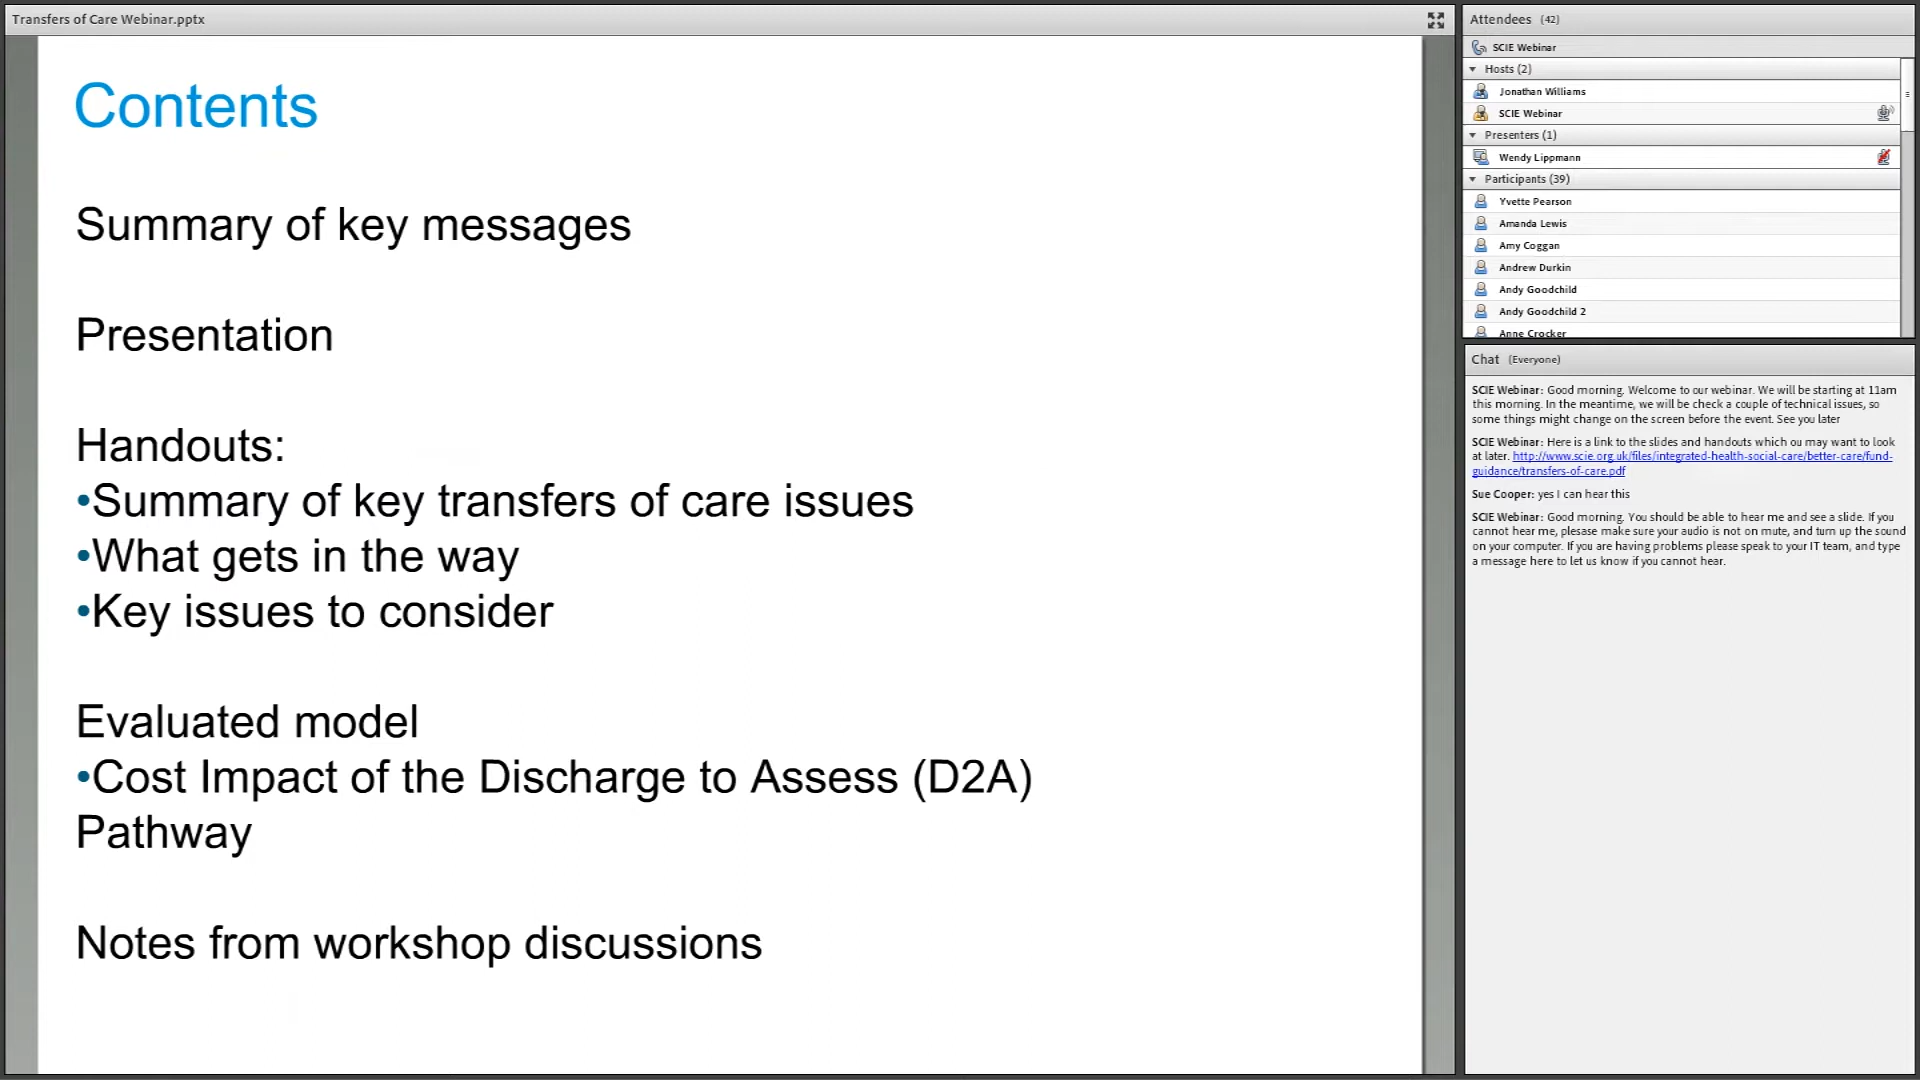 Transfers of Care Webinar.pptx
Contents
Summary of key messages
Presentation
Handouts:
•Summary of key transfers of care issues
•What gets in the way
•Key issues to consider
Evaluated model
•Cost Impact of the Discharge to Assess (D2A)
Pathway
Notes from workshop discussions
Attendees (42)
SCIE Webinar
Hosts (2)
Jonathan Williams
SCIE Webinar
Presenters (1)
Wendy Lippmann
Participants (39)
Yvette Pearson
Amanda Lewis
Amy Coggan
Andrew Durkin
Andy Goodchild
Andy Goodchild 2
Anne Crocker
Chat (Everyone)
SCIE Webinar: Good morning. Welcome to our webinar. We will be starting at 11am
this morning. In the meantime, we will be check a couple of technical issues, so
some things might change on the screen before the event. See you later
SCIE Webinar: Here is a link to the slides and handouts which ou may want to look
at later. http://www.scie.org.uk/files/integrated-health-social-care/better-care/fund-
guidance/transfers-of-care.pdf
Sue Cooper: yes I can hear this
SCIE Webinar: Good morning. You should be able to hear me and see a slide. If you
cannot hear me, plesase make sure your audio is not on mute, and turn up the sound
on your computer. If you are having problems please speak to your IT team, and type
a message here to let us know if you cannot hear.